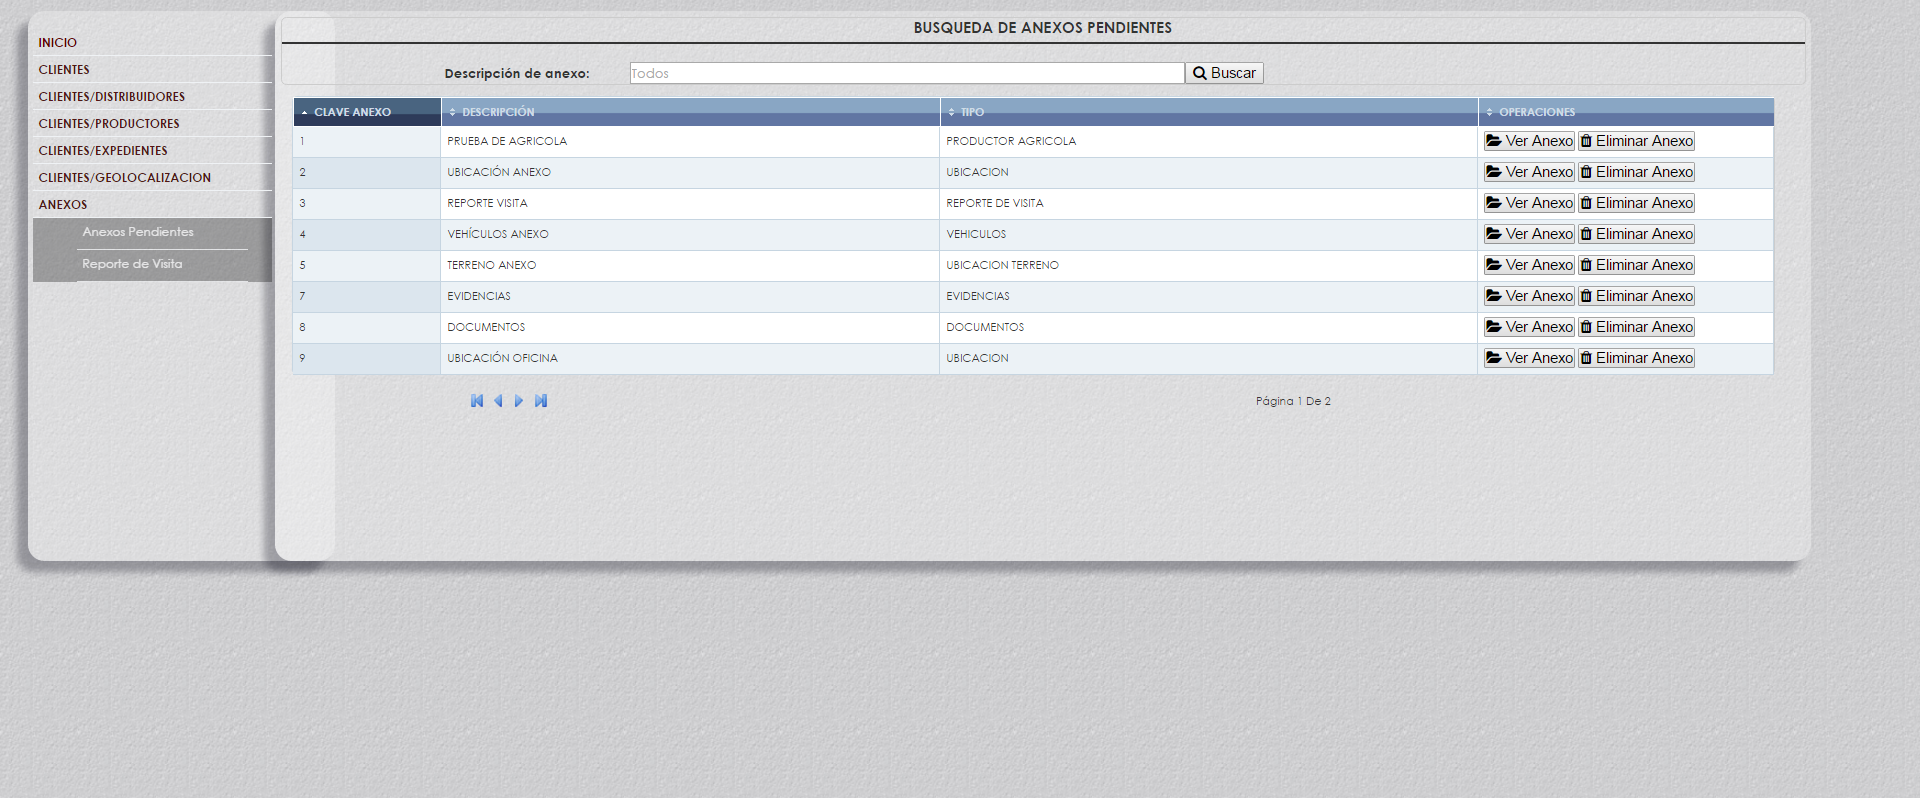 INICIO
CLIENTES
CLIENTES/DISTRIBUIDORES
CLIENTES/PRODUCTORES
CLIENTES/EXPEDIENTES
CLIENTES/GEOLOCALIZACION
ANEXOS
Anexos Pendientes
Reporte de Visita
BUSQUEDA DE ANEXOS PENDIENTES
Descripción de anexo: Todos Buscar
CLAVE ANEXO DESCRIPCIÓN TIPO OPERACIONES
1 PRUEBA DE AGRICOLA PRODUCTOR AGRICOLA Ver Anexo Eliminar Anexo
2 UBICACIÓN ANEXO UBICACION Ver Anexo Eliminar Anexo
3 REPORTE VISITA REPORTE DE VISITA Ver Anexo Eliminar Anexo
4 VEHÍCULOS ANEXO VEHICULOS Ver Anexo Eliminar Anexo
5 TERRENO ANEXO UBICACION TERRENO Ver Anexo Eliminar Anexo
7 EVIDENCIAS EVIDENCIAS Ver Anexo Eliminar Anexo
8 DOCUMENTOS DOCUMENTOS Ver Anexo Eliminar Anexo
9 UBICACIÓN OFICINA UBICACION Ver Anexo Eliminar Anexo
Página 1 De 2